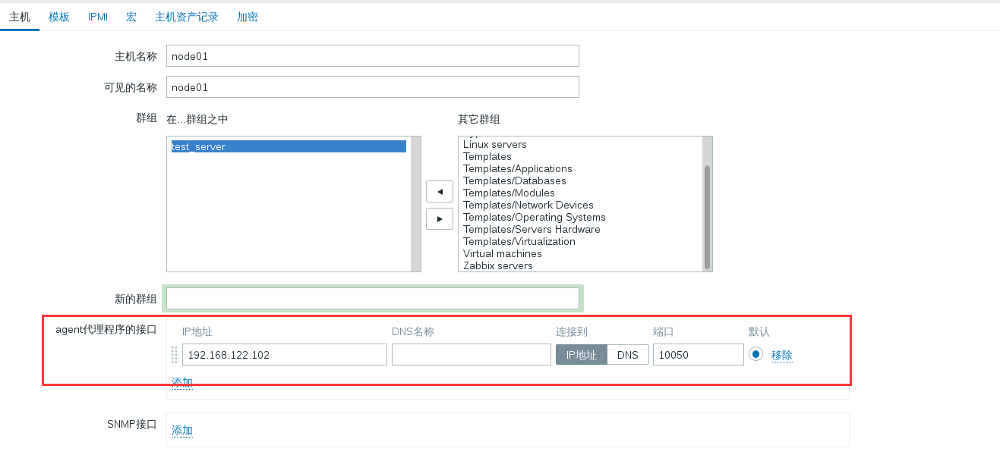 主机 模板 IPMI 宏 主机资产记录 加密
主机名称 node01
可见的名称 node01
群组 在...群组之中 其它群组
test_server
Linux servers
Templates
Templates/Applications
Templates/Databases
Templates/Modules
Templates/Network Devices
Templates/Operating Systems
Templates/Servers Hardware
Templates/Virtualization
Virtual machines
Zabbix servers
新的群组
agent代理程序的接口 IP地址 DNS名称 连接到 端口 默认
192.168.122.102 IP地址 DNS 10050 移除
添加
SNMP接口 添加